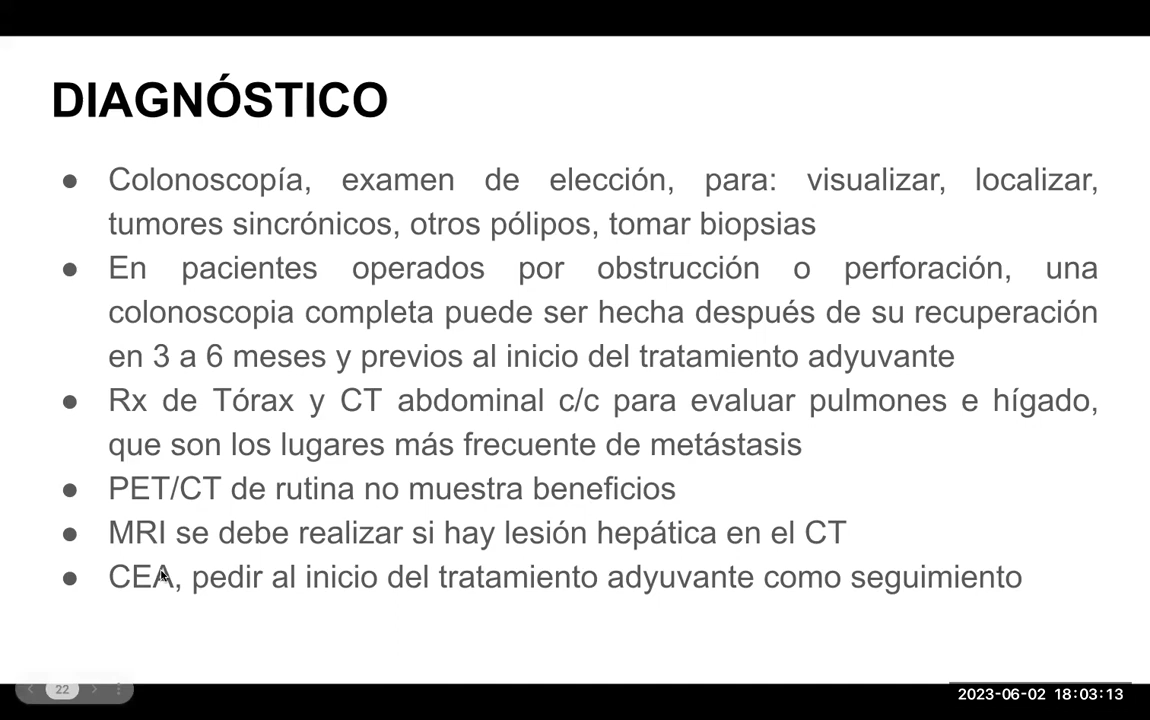 DIAGNÓSTICO
● Colonoscopía, examen de elección, para: visualizar, localizar,
tumores sincrónicos, otros pólipos, tomar biopsias
● En pacientes operados por obstrucción o perforación, una
colonoscopia completa puede ser hecha después de su recuperación
en 3 a 6 meses y previos al inicio del tratamiento adyuvante
● Rx de Tórax y CT abdominal c/c para evaluar pulmones e hígado,
que son los lugares más frecuente de metástasis
● PET/CT de rutina no muestra beneficios
● MRI se debe realizar si hay lesión hepática en el CT
● CEA, pedir al inicio del tratamiento adyuvante como seguimiento
22
2023-06-02 18:03:13